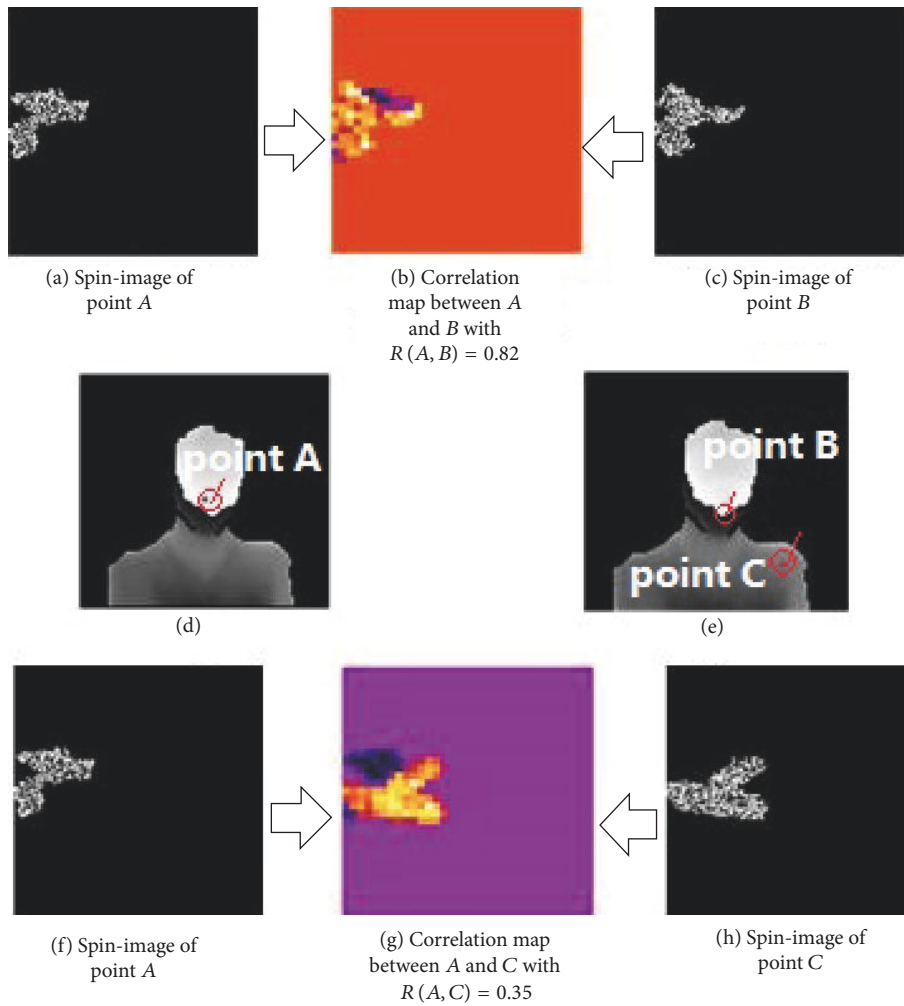 (a) Spin-image of
point A
(b) Correlation
map between A
and B with
R (A, B) = 0.82
(c) Spin-image of
point B
point A
(d)
point B
point C
(e)
(f) Spin-image of
point A
(g) Correlation map
between A and C with
R (A, C) = 0.35
(h) Spin-image of
point C